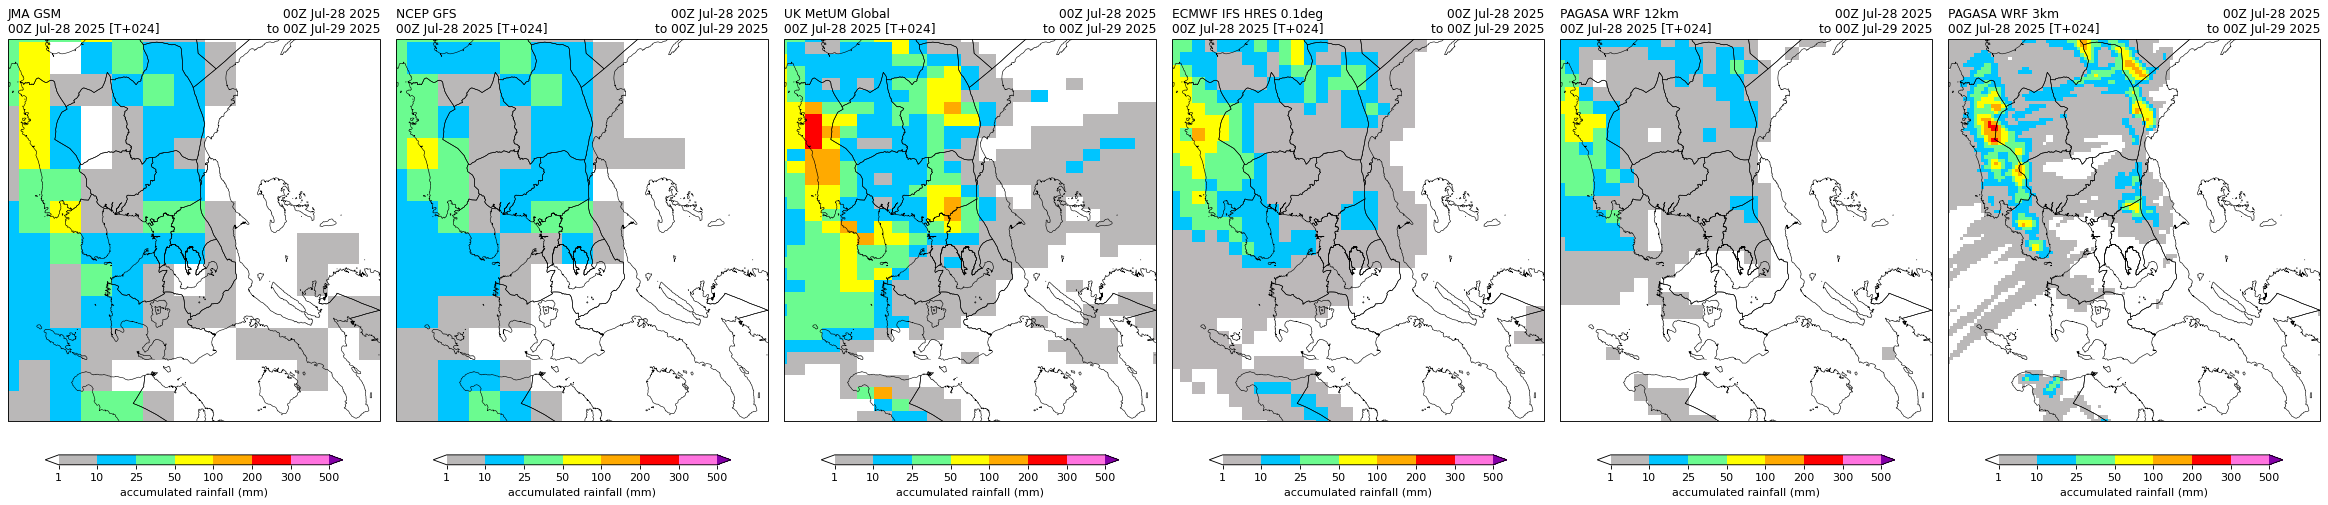 JMA GSM 00Z Jul-28 2025
00Z Jul-28 2025 [T+024] to 00Z Jul-29 2025
1 10 25 50 100 200 300 500
accumulated rainfall (mm)
NCEP GFS 00Z Jul-28 2025
00Z Jul-28 2025 [T+024] to 00Z Jul-29 2025
1 10 25 50 100 200 300 500
accumulated rainfall (mm)
UK MetUM Global 00Z Jul-28 2025
00Z Jul-28 2025 [T+024] to 00Z Jul-29 2025
1 10 25 50 100 200 300 500
accumulated rainfall (mm)
ECMWF IFS HRES 0.1deg 00Z Jul-28 2025
00Z Jul-28 2025 [T+024] to 00Z Jul-29 2025
1 10 25 50 100 200 300 500
accumulated rainfall (mm)
PAGASA WRF 12km 00Z Jul-28 2025
00Z Jul-28 2025 [T+024] to 00Z Jul-29 2025
1 10 25 50 100 200 300 500
accumulated rainfall (mm)
PAGASA WRF 3km 00Z Jul-28 2025
00Z Jul-28 2025 [T+024] to 00Z Jul-29 2025
1 10 25 50 100 200 300 500
accumulated rainfall (mm)